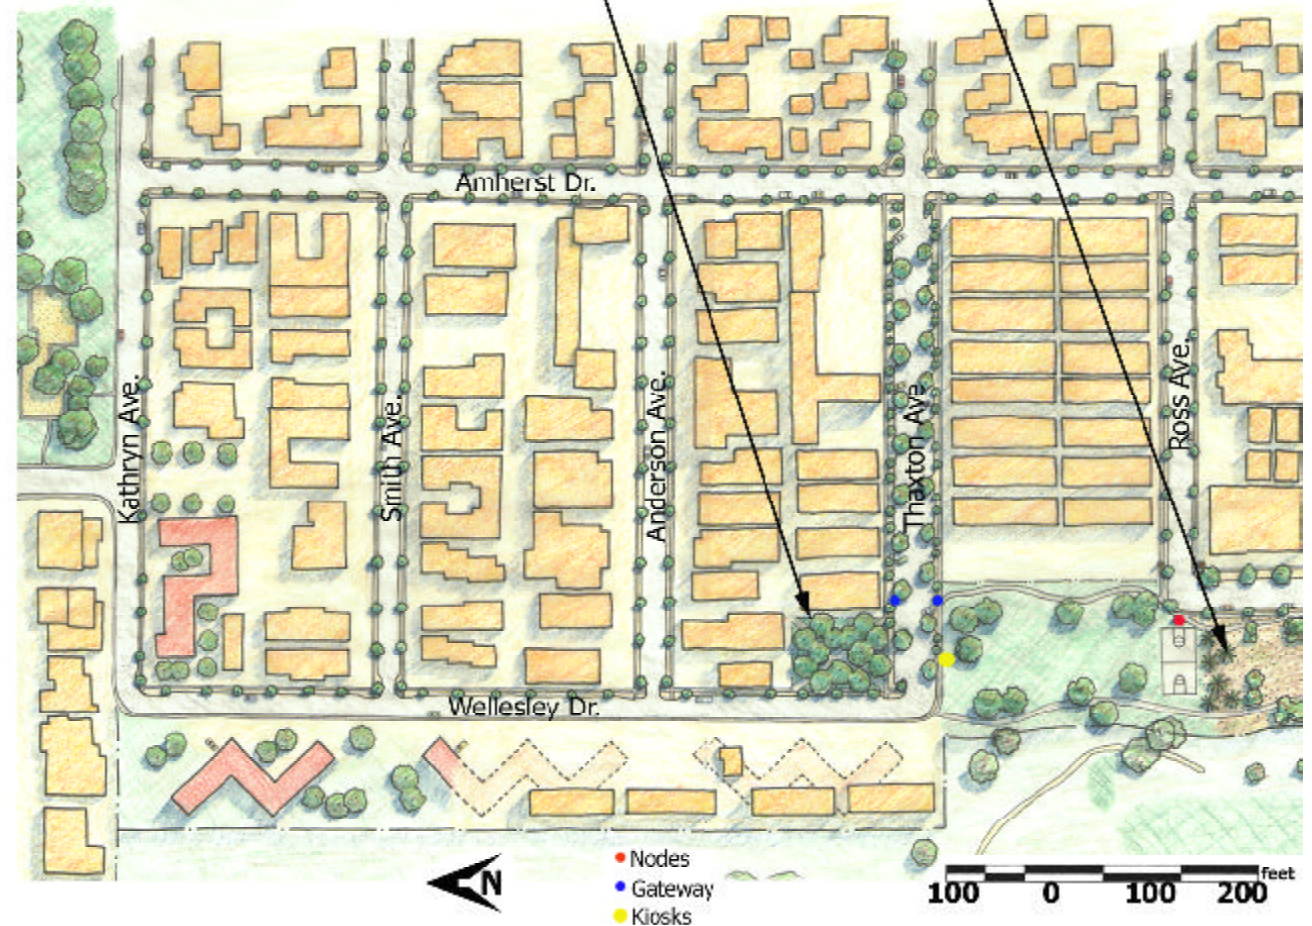 Amherst Dr.
Kathryn Ave.
Smith Ave.
Anderson Ave.
Thaxton Ave
Ross Ave.
Wellesley Dr.
N
Nodes
Gateway
Kiosks
feet
100 0 100 200